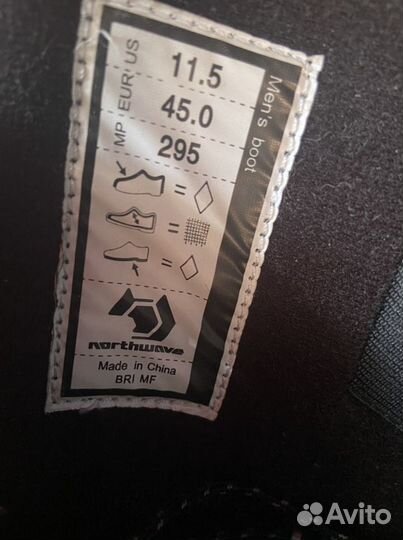 US 11.5
EUR 45.0
MP 295
Men's boot
=
=
=
northwave
Made in China
BRI MF
Avito